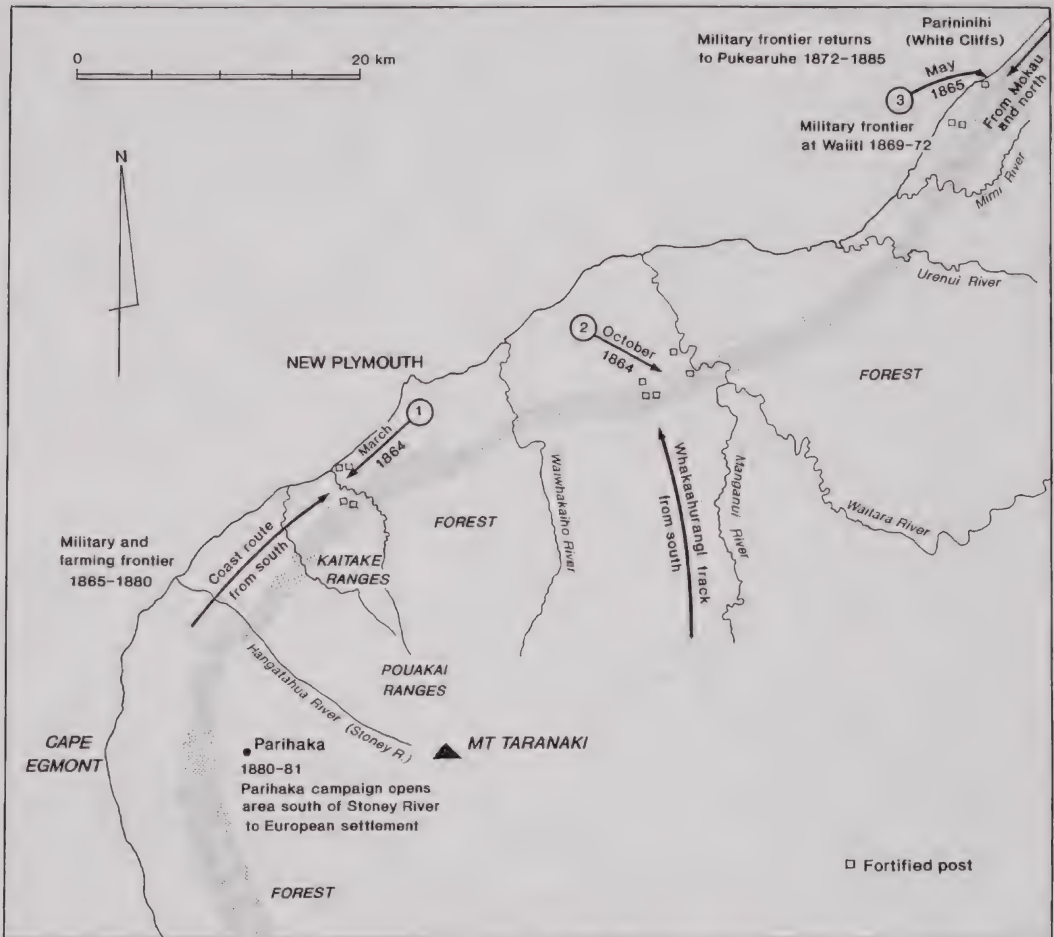 0
20 km
N
Military frontier returns
to Pukearuhe 1872–1885
Parininihi
(White Cliffs)
3
May
1865
From Mokau
and north
Military frontier
at Waiiti 1869–72
Mimi River
Urenui River
2
October
1864
NEW PLYMOUTH
1
March
1864
FOREST
Waiwhakaiho River
Whakaahurangi track
from south
Manganui River
Waitara River
FOREST
Military and
farming frontier
1865–1880
Coast route
from south
KAITAKE
RANGES
POUAKAI
RANGES
Hangatahua River (Stoney R.)
CAPE
EGMONT
Parihaka
1880–81
Parihaka campaign opens
area south of Stoney River
to European settlement
MT TARANAKI
FOREST
Fortified post